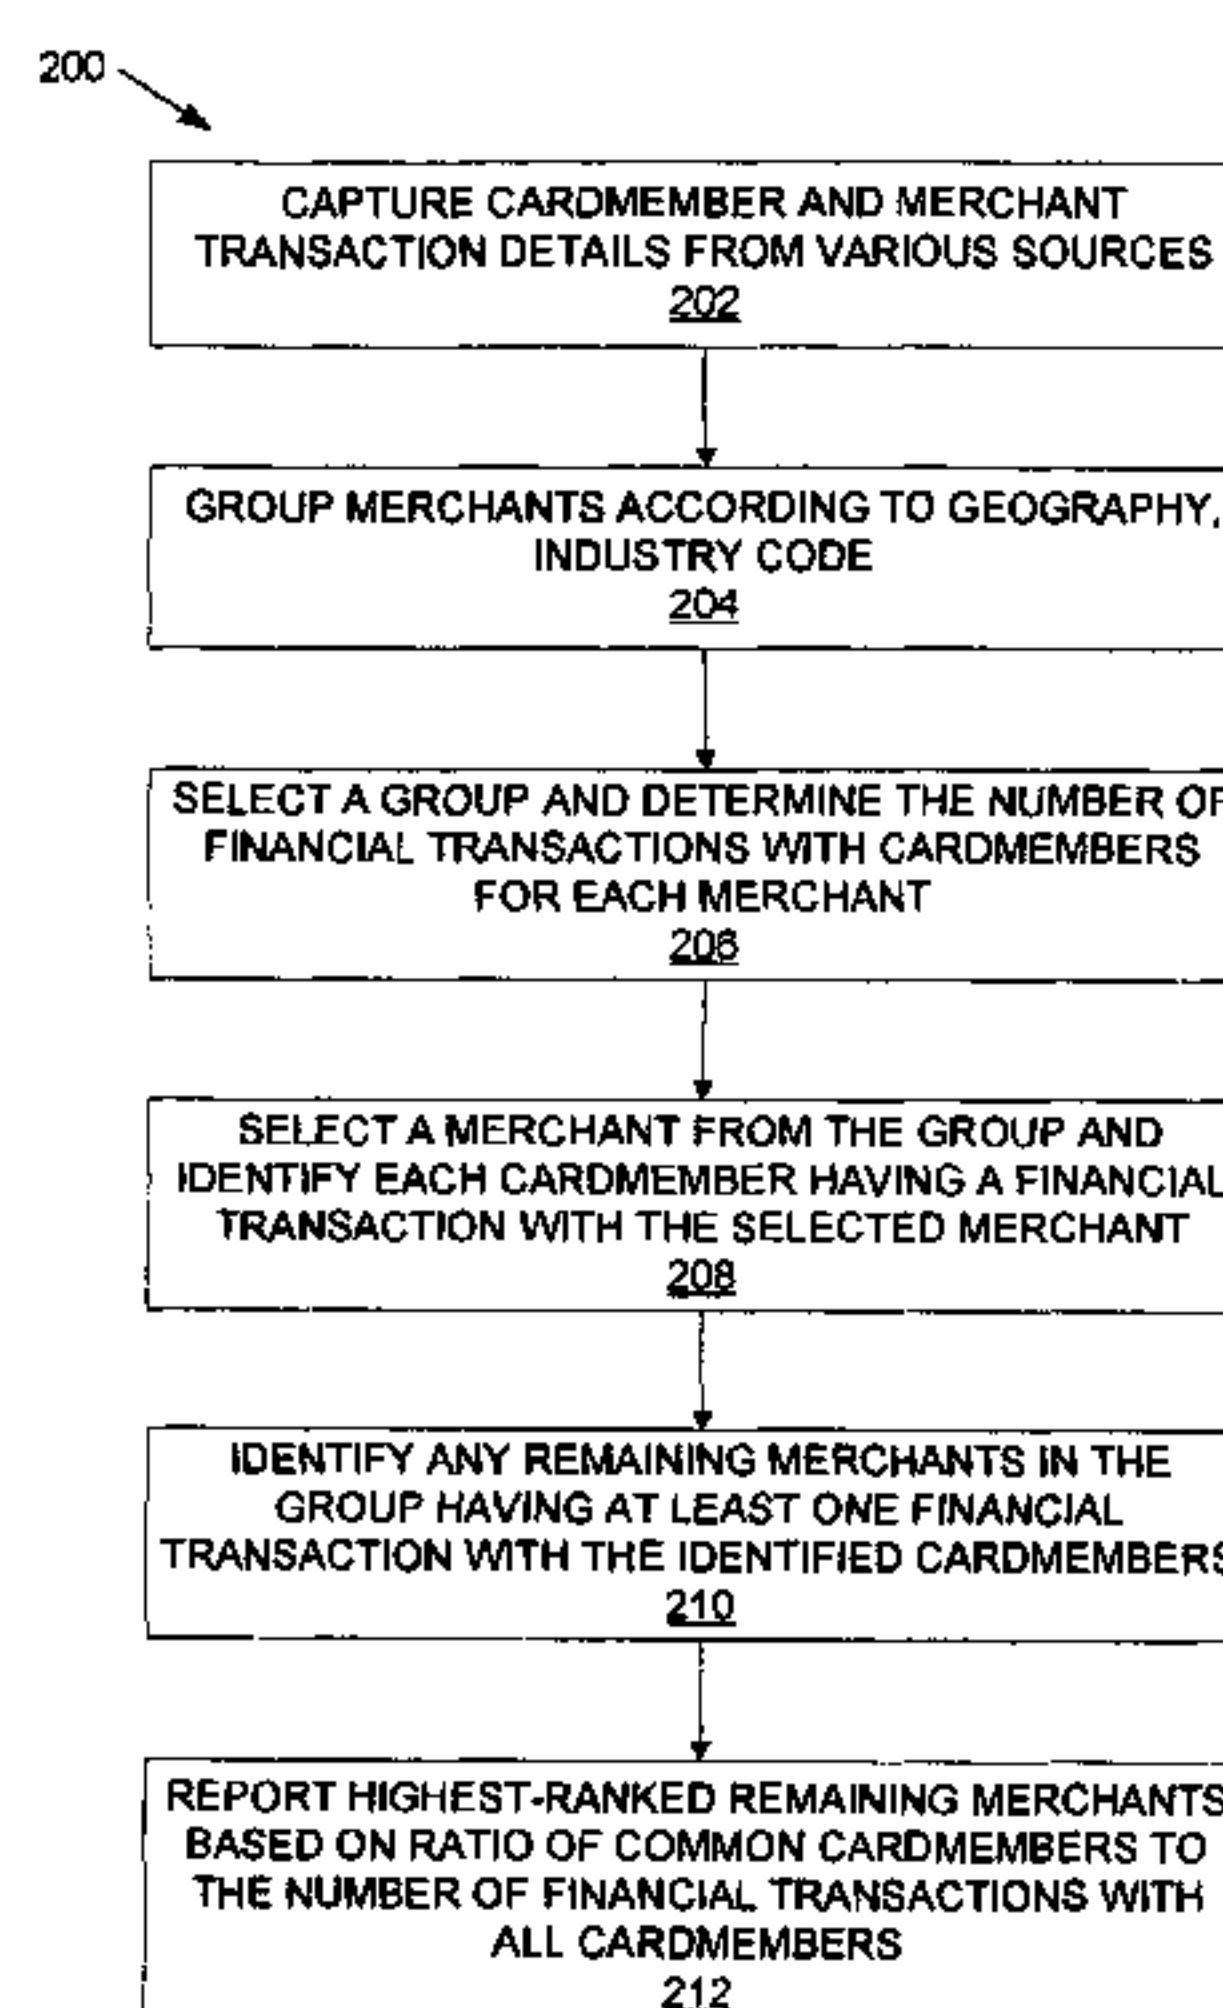 200
CAPTURE CARDMEMBER AND MERCHANT
TRANSACTION DETAILS FROM VARIOUS SOURCES
202
GROUP MERCHANTS ACCORDING TO GEOGRAPHY,
INDUSTRY CODE
204
SELECT A GROUP AND DETERMINE THE NUMBER OF
FINANCIAL TRANSACTIONS WITH CARDMEMBERS
FOR EACH MERCHANT
206
SELECT A MERCHANT FROM THE GROUP AND
IDENTIFY EACH CARDMEMBER HAVING A FINANCIAL
TRANSACTION WITH THE SELECTED MERCHANT
208
IDENTIFY ANY REMAINING MERCHANTS IN THE
GROUP HAVING AT LEAST ONE FINANCIAL
TRANSACTION WITH THE IDENTIFIED CARDMEMBERS
210
REPORT HIGHEST-RANKED REMAINING MERCHANTS
BASED ON RATIO OF COMMON CARDMEMBERS TO
THE NUMBER OF FINANCIAL TRANSACTIONS WITH
ALL CARDMEMBERS
212